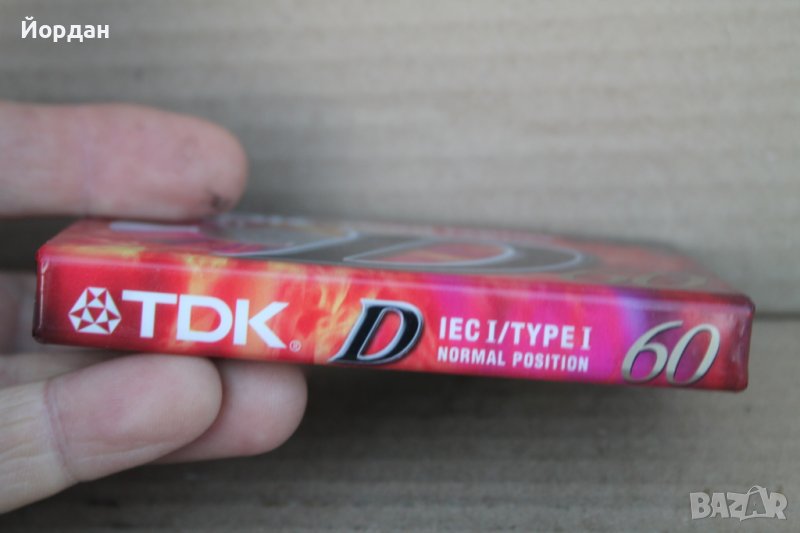 Йордан
TDK®
D
IEC I/TYPE I
NORMAL POSITION
60
BAZAR